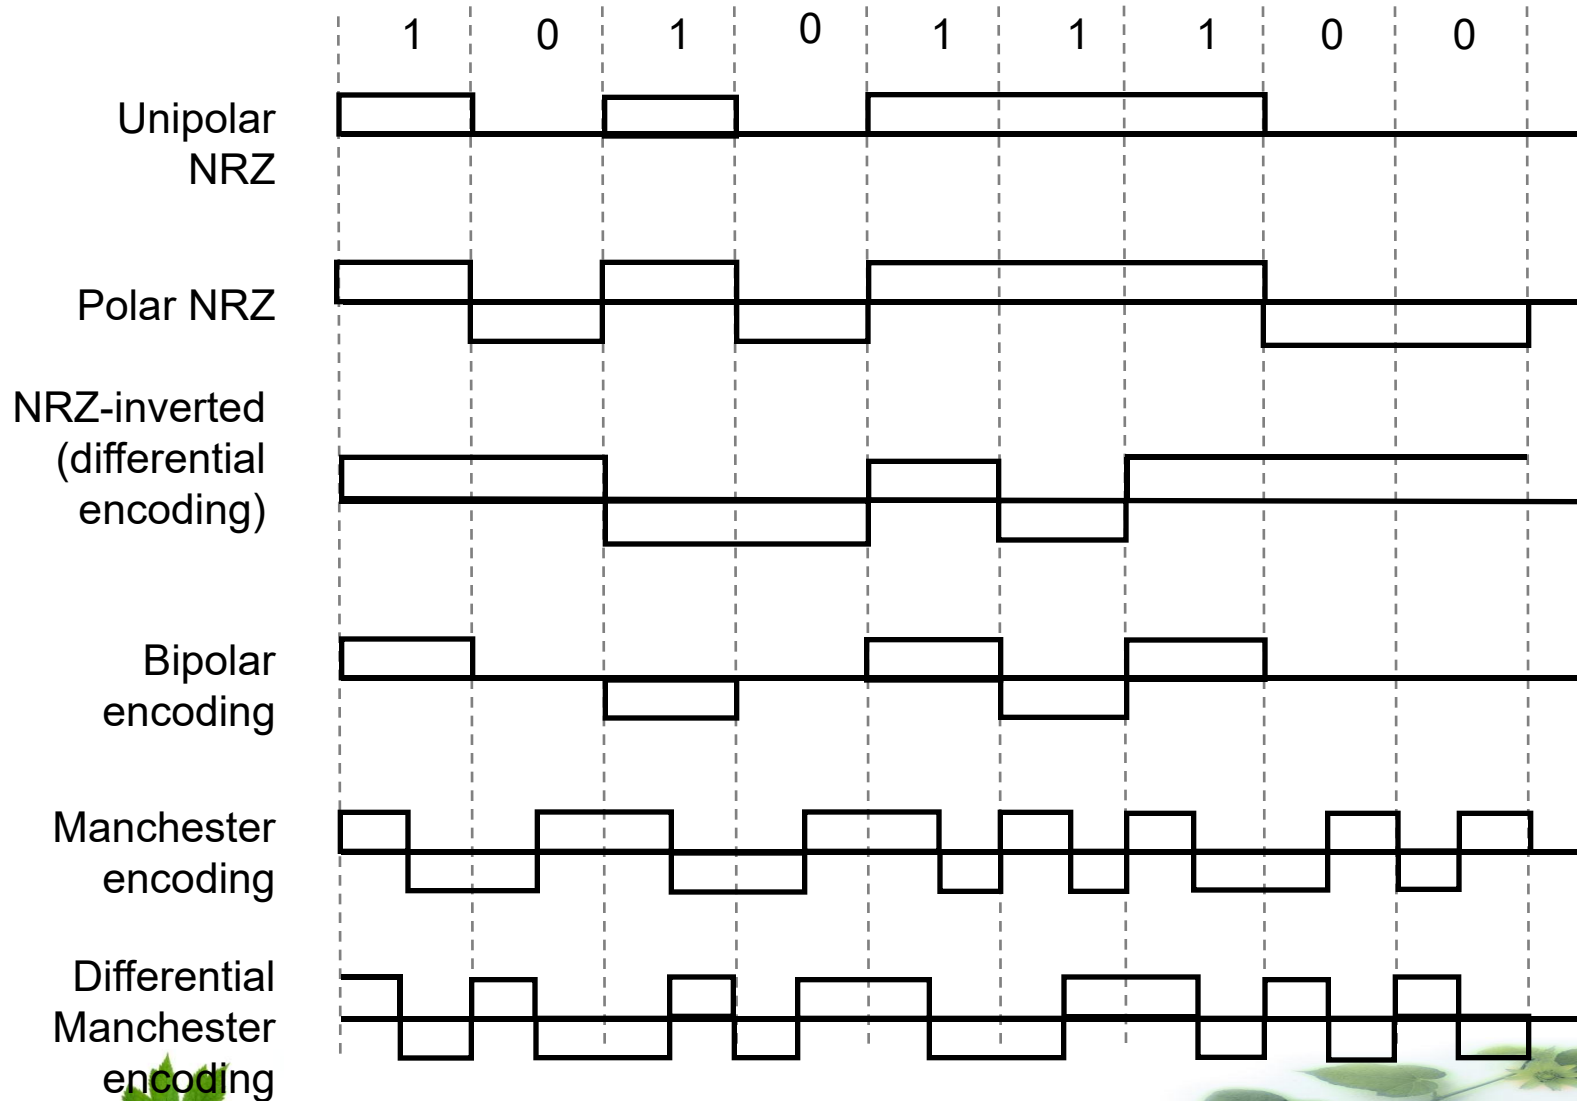 1 0 1 0 1 1 1 0 0
Unipolar
NRZ
Polar NRZ
NRZ-inverted
(differential
encoding)
Bipolar
encoding
Manchester
encoding
Differential
Manchester
encoding